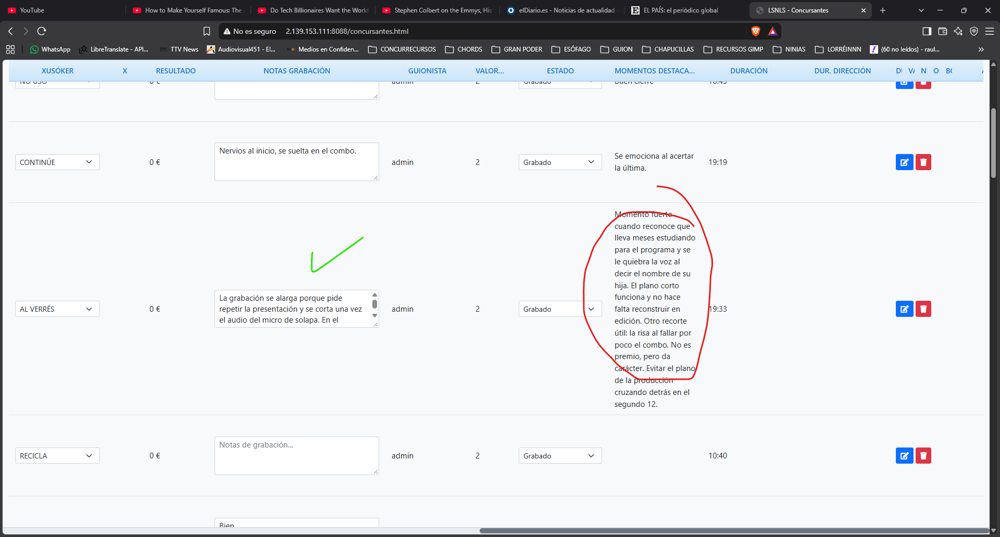 YouTube
How to Make Yourself Famous: The
Do Tech Billionaires Want the World
Stephen Colbert on the Emmys, His
elDiario.es - Noticias de actualidad
EL PAÍS: el periódico global
LSNLS - Concursantes
No es seguro 2.139.153.111:8088/concursantes.html
WhatsApp
LibreTranslate - API...
TTV News
Audiovisual451 - El...
Medios en Confiden...
CONCURRECURSOS
CHORDS
GRAN PODER
ESÓFAGO
GUION
CHAPUCILLAS
RECURSOS GIMP
NINIAS
LORRÉINNN
(60 no leídos) - raul...
XUSÓKER X RESULTADO NOTAS GRABACIÓN GUIONISTA VALOR... ESTADO MOMENTOS DESTACA... DURACIÓN DUR. DIRECCIÓN
NO USO 0 € admin 2 Grabado Buen cierre
CONTINÚE
0 €
Nervios al inicio, se suelta en el combo.
admin
2
Grabado
Se emociona al acertar
la última.
19:19
AL VERRÉS
0 €
La grabación se alarga porque pide
repetir la presentación y se corta una vez
el audio del micro de solapa. En el
admin
2
Grabado
Momento fuerte
cuando reconoce que
lleva meses estudiando
para el programa y se
le quiebra la voz al
decir el nombre de su
hija. El plano corto
funciona y no hace
falta reconstruir en
edición. Otro recorte
útil: la risa al fallar por
poco el combo. No es
premio, pero da
carácter. Evitar el plano
de la producción
cruzando detrás en el
segundo 12.
19:33
RECICLA
0 €
Notas de grabación...
admin
2
Grabado
10:40
Bien